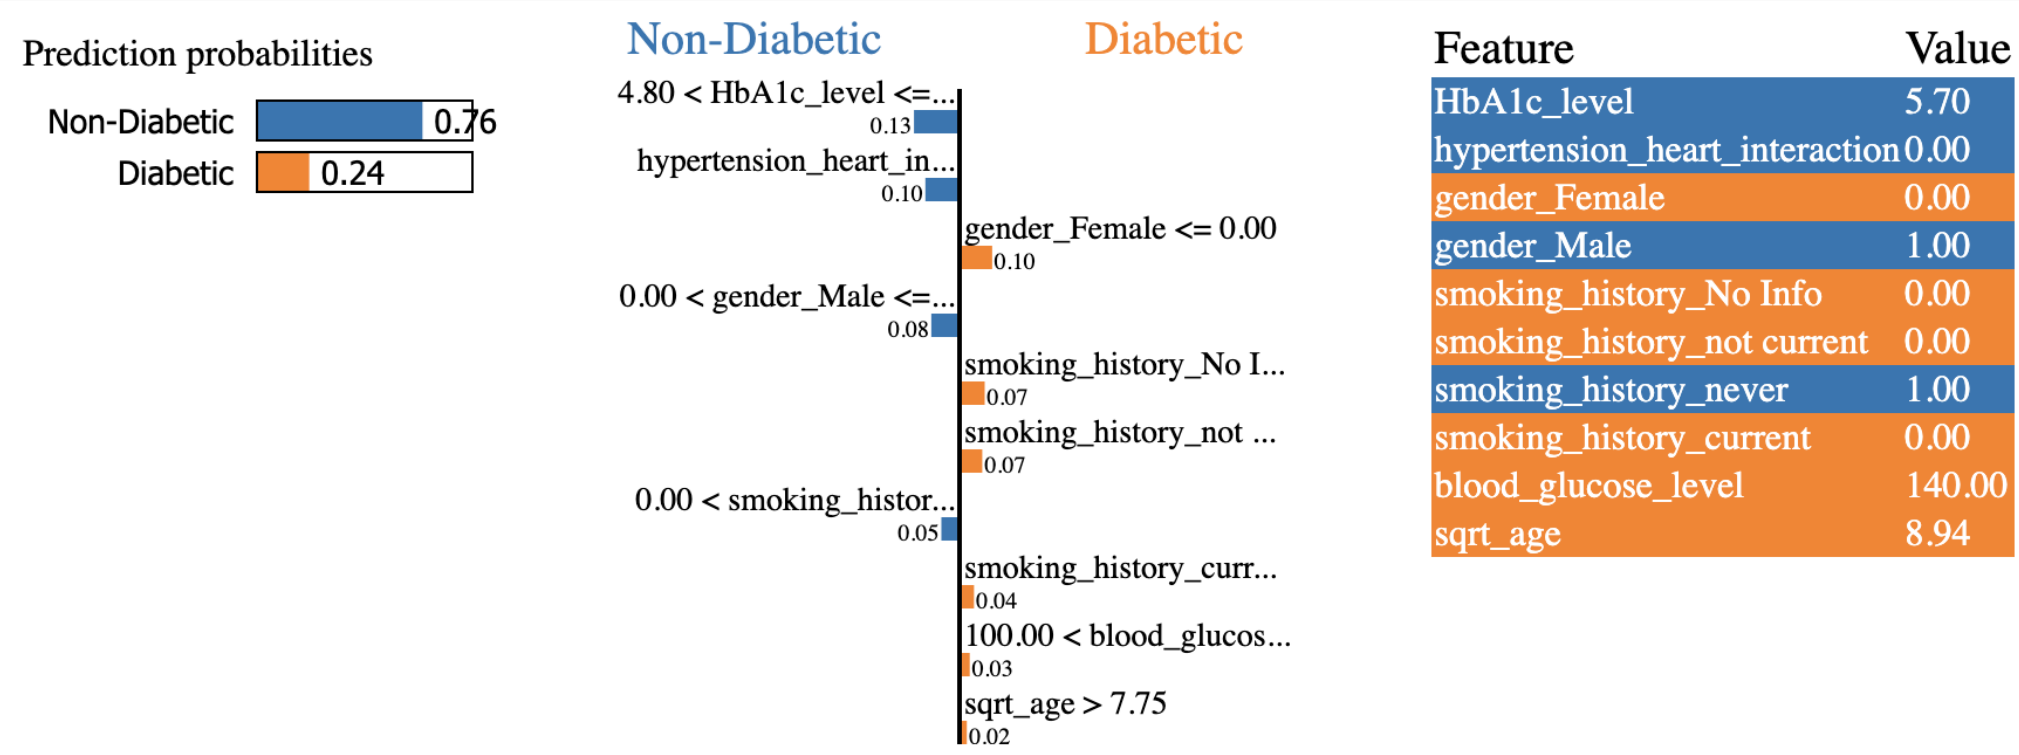 Prediction probabilities
Non-Diabetic 0.76
Diabetic 0.24
Non-Diabetic Diabetic
4.80 < HbA1c_level <=...
0.13
hypertension_heart_in...
0.10
gender_Female <= 0.00
0.10
0.00 < gender_Male <=...
0.08
smoking_history_No I...
0.07
smoking_history_not ...
0.07
0.00 < smoking_histor...
0.05
smoking_history_curr...
0.04
100.00 < blood_glucos...
0.03
sqrt_age > 7.75
0.02
Feature Value
HbA1c_level 5.70
hypertension_heart_interaction 0.00
gender_Female 0.00
gender_Male 1.00
smoking_history_No Info 0.00
smoking_history_not current 0.00
smoking_history_never 1.00
smoking_history_current 0.00
blood_glucose_level 140.00
sqrt_age 8.94